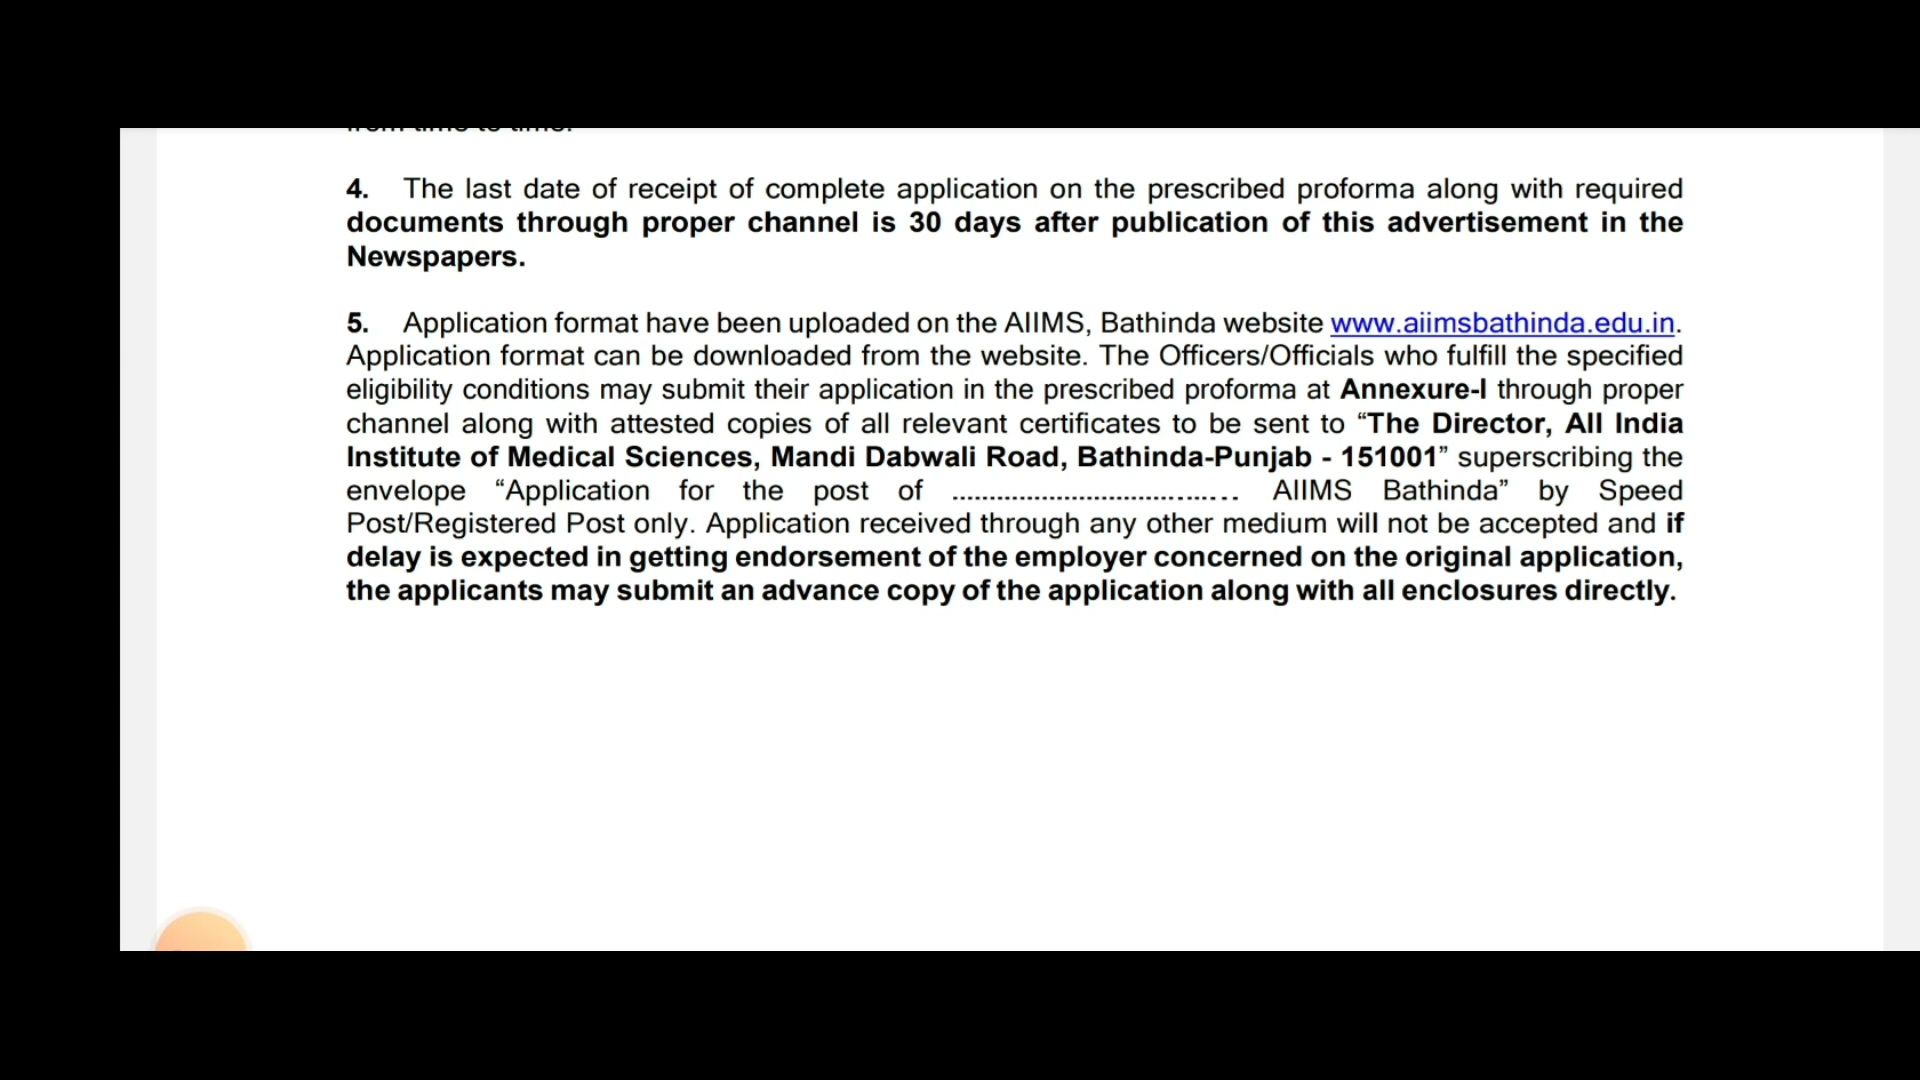 from time to time.
4. The last date of receipt of complete application on the prescribed proforma along with required
documents through proper channel is 30 days after publication of this advertisement in the
Newspapers.
5. Application format have been uploaded on the AIIMS, Bathinda website www.aiimsbathinda.edu.in.
Application format can be downloaded from the website. The Officers/Officials who fulfill the specified
eligibility conditions may submit their application in the prescribed proforma at Annexure-I through proper
channel along with attested copies of all relevant certificates to be sent to “The Director, All India
Institute of Medical Sciences, Mandi Dabwali Road, Bathinda-Punjab - 151001” superscribing the
envelope “Application for the post of ....................................... AIIMS Bathinda” by Speed
Post/Registered Post only. Application received through any other medium will not be accepted and if
delay is expected in getting endorsement of the employer concerned on the original application,
the applicants may submit an advance copy of the application along with all enclosures directly.